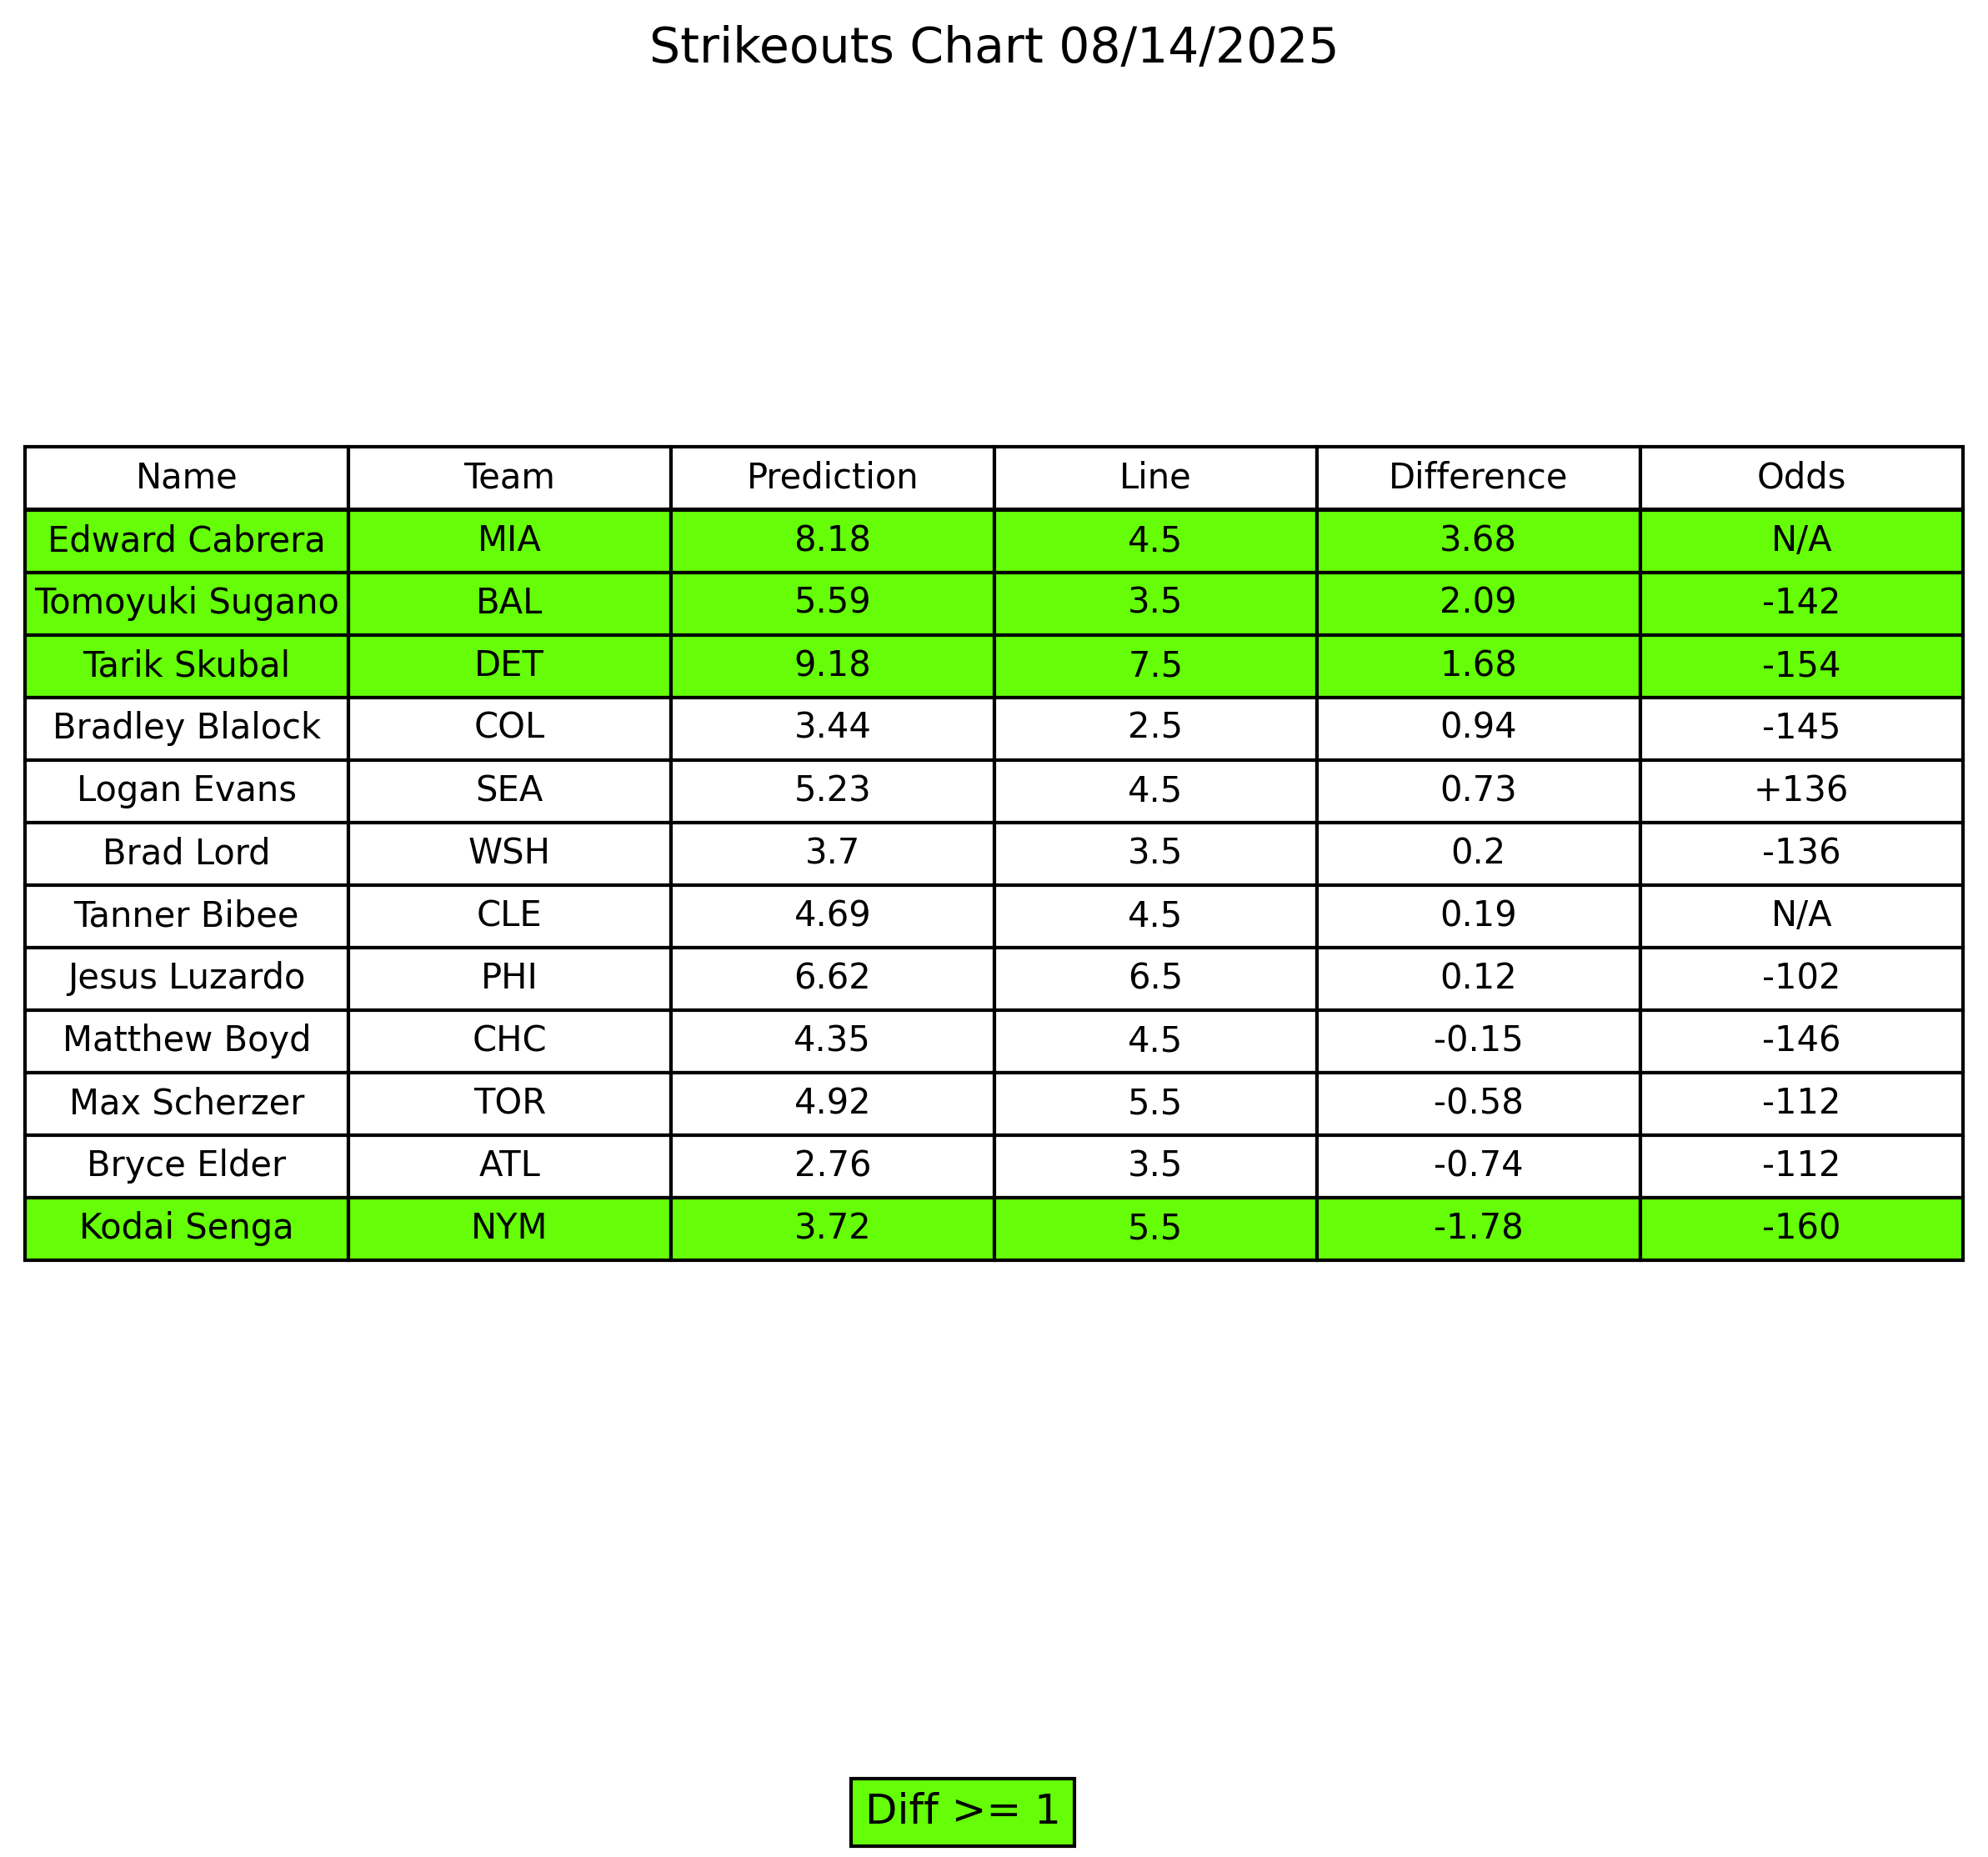 Strikeouts Chart 08/14/2025
Name Team Prediction Line Difference Odds
Edward Cabrera MIA 8.18 4.5 3.68 N/A
Tomoyuki Sugano BAL 5.59 3.5 2.09 -142
Tarik Skubal DET 9.18 7.5 1.68 -154
Bradley Blalock COL 3.44 2.5 0.94 -145
Logan Evans SEA 5.23 4.5 0.73 +136
Brad Lord WSH 3.7 3.5 0.2 -136
Tanner Bibee CLE 4.69 4.5 0.19 N/A
Jesus Luzardo PHI 6.62 6.5 0.12 -102
Matthew Boyd CHC 4.35 4.5 -0.15 -146
Max Scherzer TOR 4.92 5.5 -0.58 -112
Bryce Elder ATL 2.76 3.5 -0.74 -112
Kodai Senga NYM 3.72 5.5 -1.78 -160
Diff >= 1